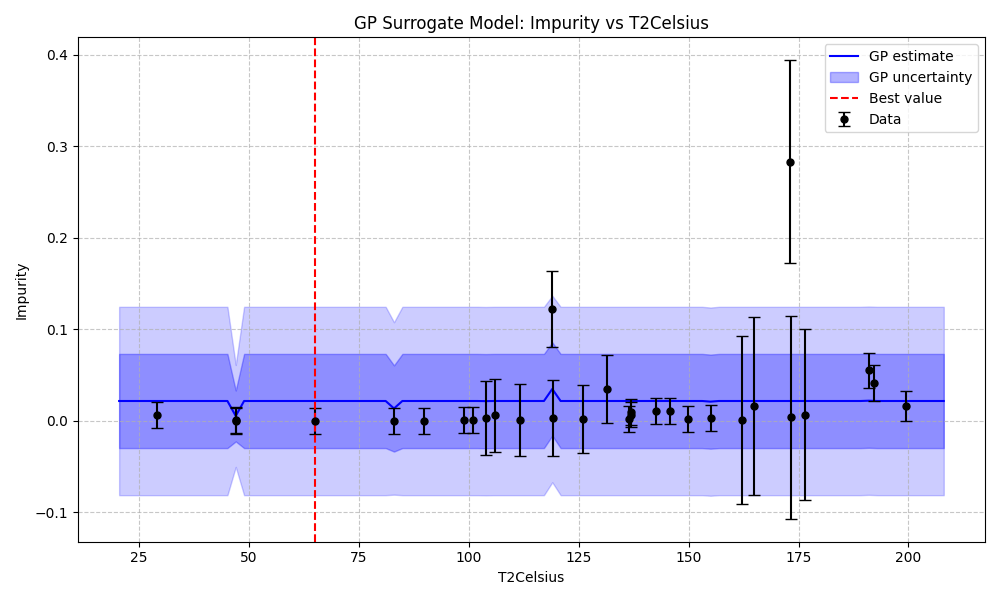 GP Surrogate Model: Impurity vs T2Celsius
GP estimate
GP uncertainty
Best value
Data
Impurity
0.4
0.3
0.2
0.1
0.0
−0.1
25
50
75
100
125
150
175
200
T2Celsius